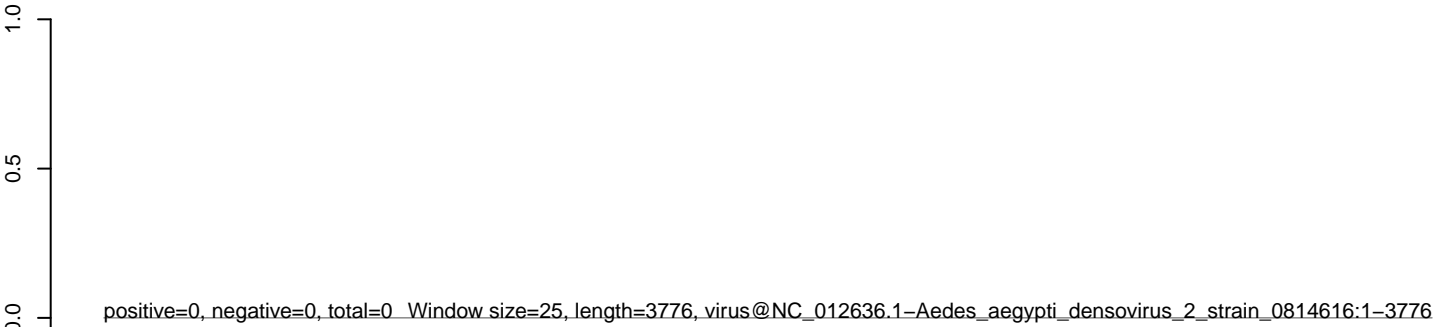 1.0
0.5
0.0
positive=0, negative=0, total=0 Window size=25, length=3776, virus@NC_012636.1−Aedes_aegypti_densovirus_2_strain_0814616:1−3776